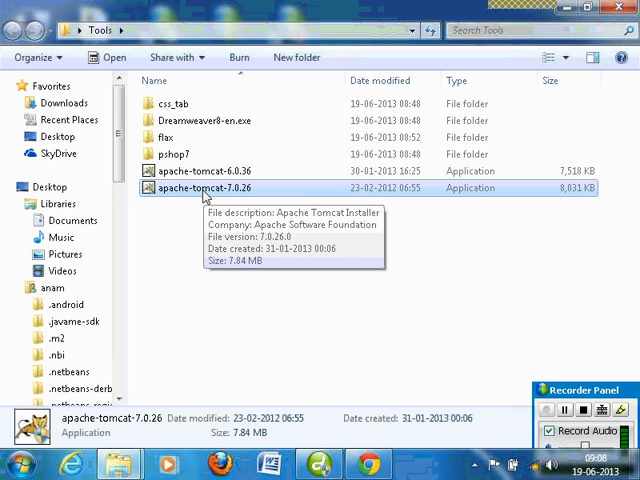 Tools
Search Tools
Organize
Open
Share with
Burn
New folder
Name
Date modified
Type
Size
Favorites
Downloads
Recent Places
Desktop
SkyDrive
Desktop
Libraries
Documents
Music
Pictures
Videos
anam
.android
.javame-sdk
.m2
.nbi
.netbeans
.netbeans-derb
css_tab 19-06-2013 08:48 File folder
Dreamweaver8-en.exe 19-06-2013 08:48 File folder
flax 19-06-2013 08:52 File folder
pshop7 19-06-2013 08:48 File folder
apache-tomcat-6.0.36 30-01-2013 16:25 Application 7,518 KB
apache-tomcat-7.0.26 23-02-2012 06:55 Application 8,031 KB
File description: Apache Tomcat Installer
Company: Apache Software Foundation
File version: 7.0.26.0
Date created: 31-01-2013 00:06
Size: 7.84 MB
apache-tomcat-7.0.26 Date modified: 23-02-2012 06:55 Date created: 31-01-2013 00:06
Application Size: 7.84 MB
Recorder Panel
Record Audio
09:08
19-06-2013